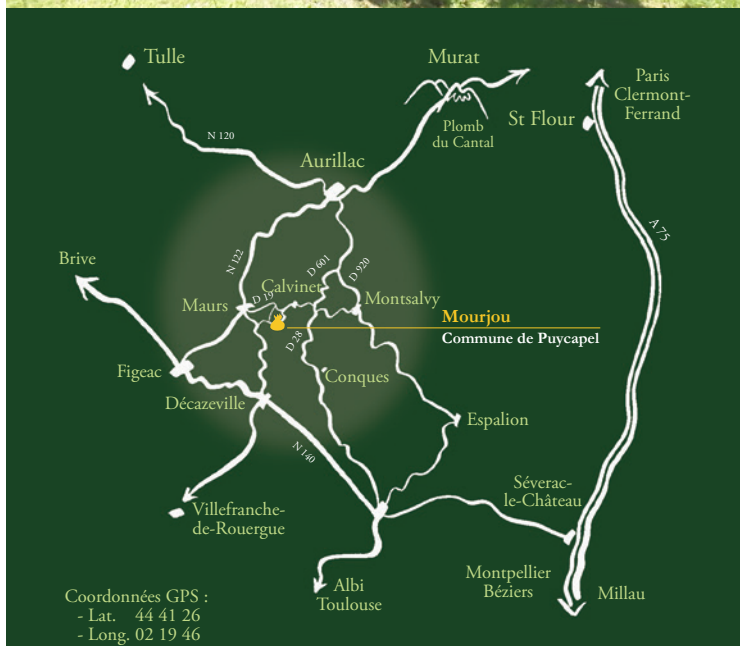 Tulle
Murat
Paris
Clermont-
Ferrand
St Flour
Plomb
du Cantal
N 120
Aurillac
A 75
Brive
N 122
D 601
D 920
Calvinet
D 19
Maurs
Montsalvy
Mourjou
Commune de Puycapel
D 28
Figeac
Conques
Décazeville
Espalion
N 140
Séverac-
le-Château
Villefranche-
de-Rouergue
Albi
Toulouse
Montpellier
Béziers
Millau
Coordonnées GPS :
- Lat. 44 41 26
- Long. 02 19 46